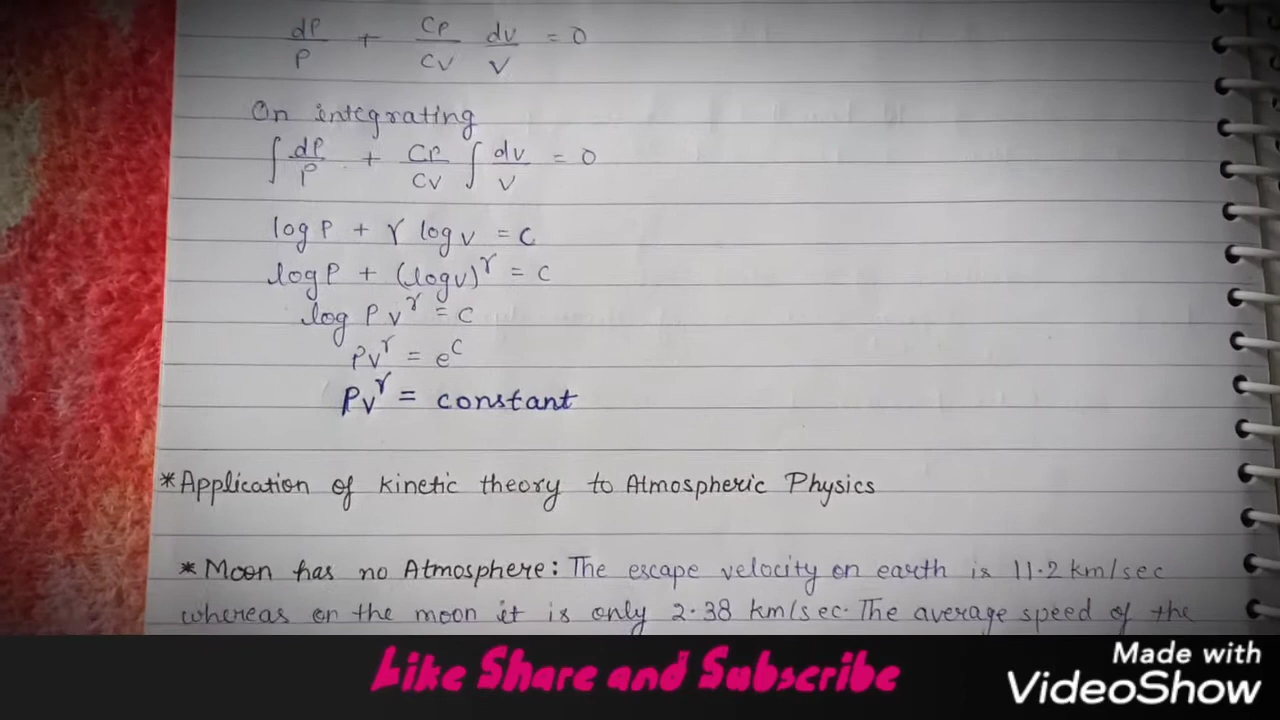 dP/P + CP/CV dv/V = 0
On integrating
∫ dP/P + CP/CV ∫ dv/V = 0
log P + γ log v = C
log P + (log v)^γ = C
log P v^γ = C
Pv^γ = e^C
Pv^γ = constant
*Application of kinetic theory to Atmospheric Physics
*Moon has no Atmosphere: The escape velocity on earth is 11.2 km/sec
whereas on the moon it is only 2.38 km/sec. The average speed of the
Like Share and Subscribe
Made with
VideoShow